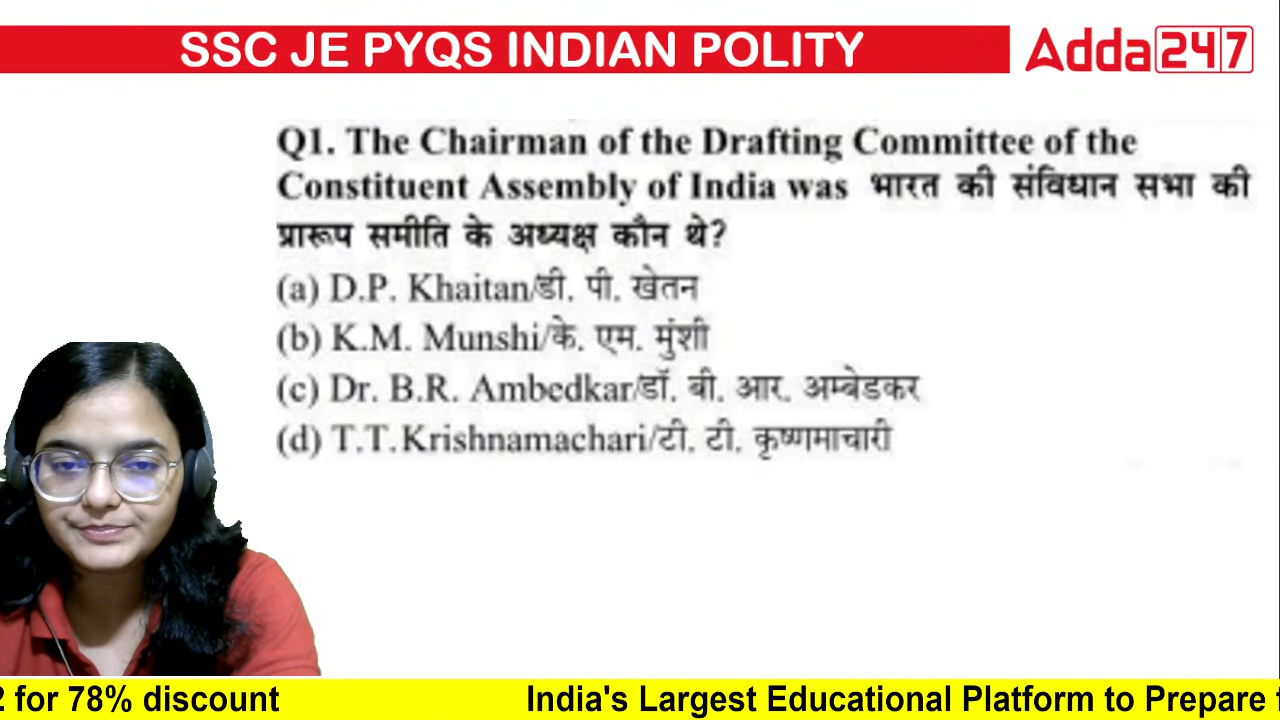 SSC JE PYQS INDIAN POLITY
Adda247
Q1. The Chairman of the Drafting Committee of the
Constituent Assembly of India was भारत की संविधान सभा की
प्रारूप समीति के अध्यक्ष कौन थे?
(a) D.P. Khaitan/डी. पी. खेतन
(b) K.M. Munshi/के. एम. मुंशी
(c) Dr. B.R. Ambedkar/डॉ. बी. आर. अम्बेडकर
(d) T.T. Krishnamachari/टी. टी. कृष्णमाचारी
2 for 78% discount
India's Largest Educational Platform to Prepare